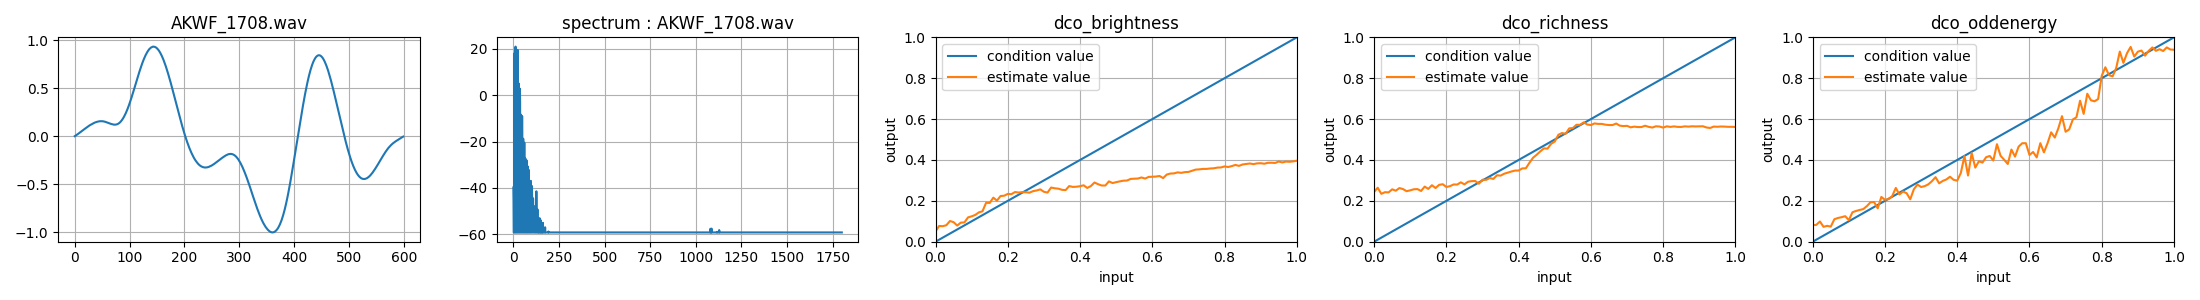 AKWF_1708.wav
1.0
0.5
0.0
−0.5
−1.0
0 100 200 300 400 500 600
spectrum : AKWF_1708.wav
20
0
−20
−40
−60
0 250 500 750 1000 1250 1500 1750
dco_brightness
condition value
estimate value
output
1.0
0.8
0.6
0.4
0.2
0.0
0.0 0.2 0.4 0.6 0.8 1.0
input
dco_richness
condition value
estimate value
output
1.0
0.8
0.6
0.4
0.2
0.0
0.0 0.2 0.4 0.6 0.8 1.0
input
dco_oddenergy
condition value
estimate value
output
1.0
0.8
0.6
0.4
0.2
0.0
0.0 0.2 0.4 0.6 0.8 1.0
input